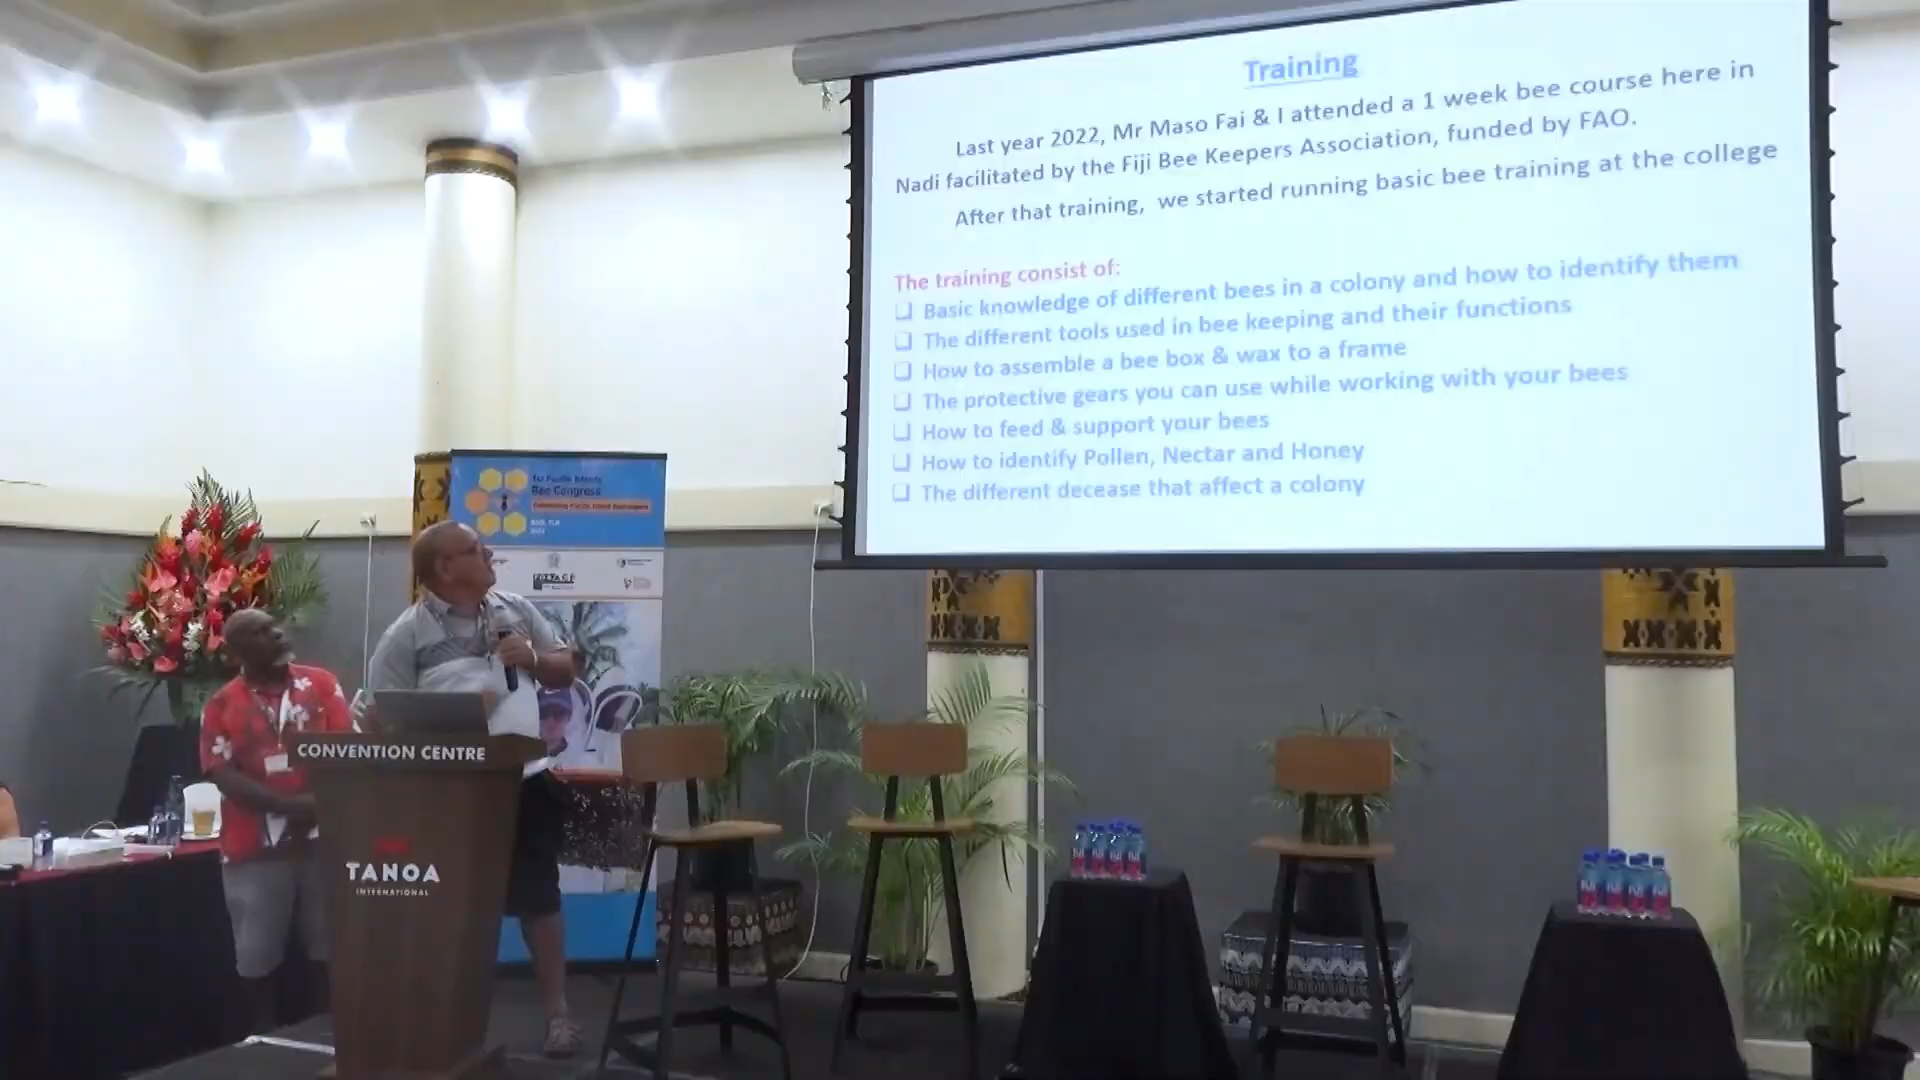 Training
Last year 2022, Mr Maso Fai & I attended a 1 week bee course here in
Nadi facilitated by the Fiji Bee Keepers Association, funded by FAO.
After that training, we started running basic bee training at the college
The training consist of:
Basic knowledge of different bees in a colony and how to identify them
The different tools used in bee keeping and their functions
How to assemble a bee box & wax to a frame
The protective gears you can use while working with your bees
How to feed & support your bees
How to identify Pollen, Nectar and Honey
The different decease that affect a colony
1st Pacific Islands
Bee Congress
CONVENTION CENTRE
TANOA
INTERNATIONAL